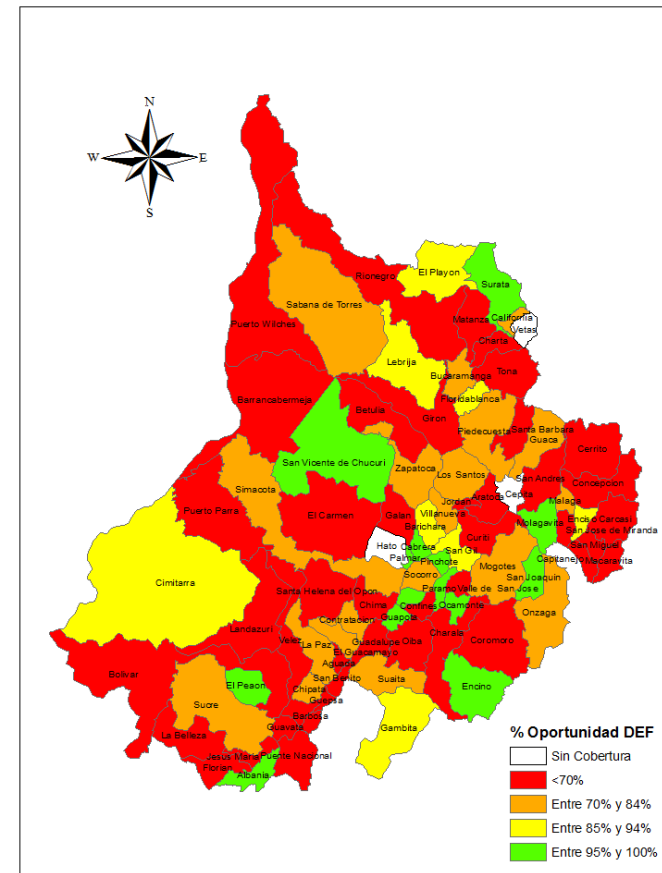 N
W E
S
El Playon
Rionegro
Surata
Sabana de Torres
California
Vetas
Puerto Wilches
Matanza
Charta
Lebrija
Tona
Bucaramanga
Barrancabermeja
Floridablanca
Betulia
Giron
Piedecuesta
Santa Barbara
Guaca
Cerrito
San Vicente de Chucuri
Zapatoca
Los Santos
San Andres
Concepcion
Simacota
Cepita
Aratoca
Malaga
Jordan
Puerto Parra
El Carmen
Galan
Villanueva
Molagavita
Enciso
Carcasi
Barichara
San Jose de Miranda
Curiti
Hato
Cabrera
San Gil
San Miguel
Palmar
Pinchote
Capitanejo
Macaravita
Cimitarra
Socorro
Mogotes
San Joaquin
Santa Helena del Opon
Paramo
Valle de San Jose
Chima
Confines
Ocamonte
Onzaga
Contratacion
Guapota
Landazuri
Velez
La Paz
Guadalupe
Oiba
Charala
Coromoro
El Guacamayo
Aguada
Bolivar
San Benito
Suaita
El Peaon
Chipata
Guepsa
Encino
Sucre
Barbosa
Guavata
Gambita
La Belleza
Jesus Maria
Puente Nacional
Florian
Albania
% Oportunidad DEF
Sin Cobertura
<70%
Entre 70% y 84%
Entre 85% y 94%
Entre 95% y 100%